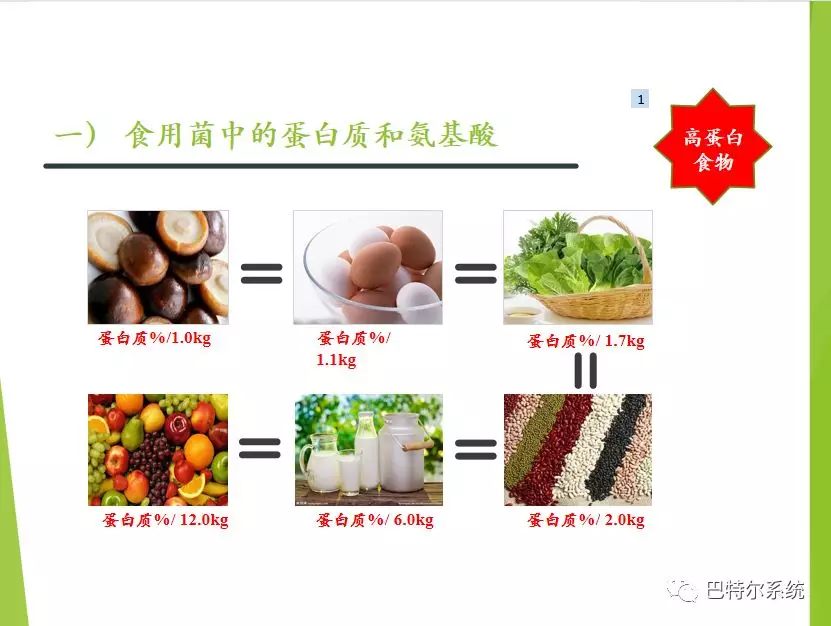 1
一） 食用菌中的蛋白质和氨基酸
高蛋白
食物
蛋白质%/1.0kg
蛋白质%/
1.1kg
蛋白质%/ 1.7kg
蛋白质%/ 12.0kg
蛋白质%/ 6.0kg
蛋白质%/ 2.0kg
巴特尔系统